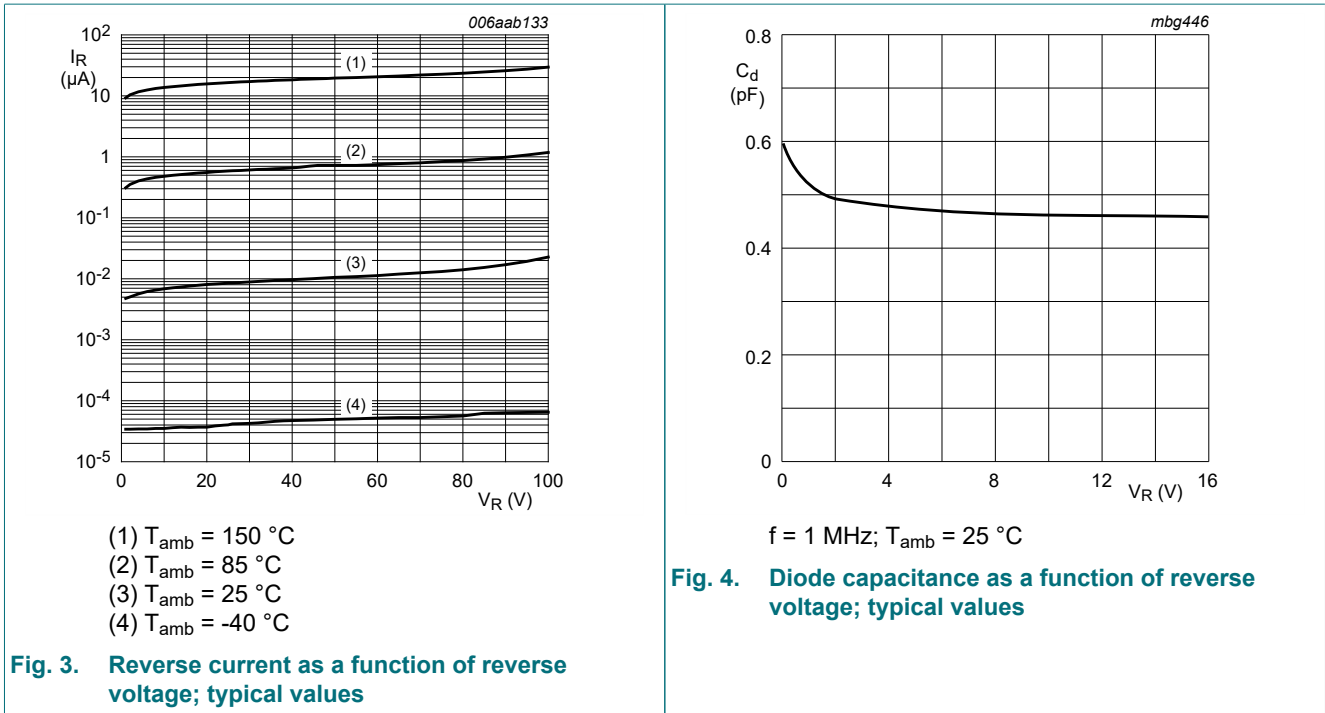 006aab133
10²
I_R
(µA)
10
1
10⁻¹
10⁻²
10⁻³
10⁻⁴
10⁻⁵
(1)
(2)
(3)
(4)
0 20 40 60 80 100
V_R (V)
(1) T_amb = 150 °C
(2) T_amb = 85 °C
(3) T_amb = 25 °C
(4) T_amb = -40 °C
Fig. 3. Reverse current as a function of reverse
voltage; typical values
mbg446
0.8
C_d
(pF)
0.6
0.4
0.2
0
0 4 8 12 16
V_R (V)
f = 1 MHz; T_amb = 25 °C
Fig. 4. Diode capacitance as a function of reverse
voltage; typical values